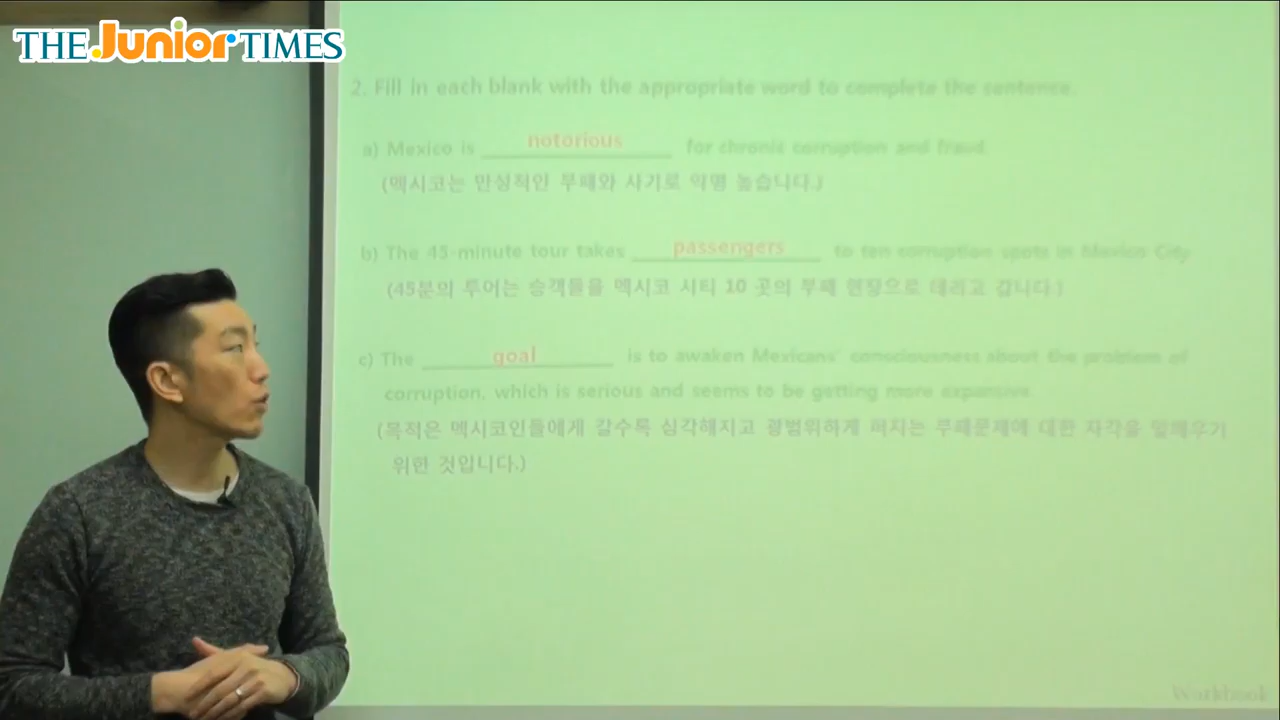 THE Junior TIMES
2. Fill in each blank with the appropriate word to complete the sentence.
a) Mexico is notorious for chronic corruption and fraud.
(멕시코는 만성적인 부패와 사기로 악명 높습니다.)
b) The 45-minute tour takes passengers to ten corruption spots in Mexico City.
(45분의 투어는 승객들을 멕시코 시티 10 곳의 부패 현장으로 데려고 갑니다.)
c) The goal is to awaken Mexicans' consciousness about the problem of
corruption, which is serious and seems to be getting more expansive.
(목적은 멕시코인들에게 갈수록 심각해지고 광범위하게 퍼지는 부패문제에 대한 자각을 일깨우기
위한 것입니다.)
Workbook